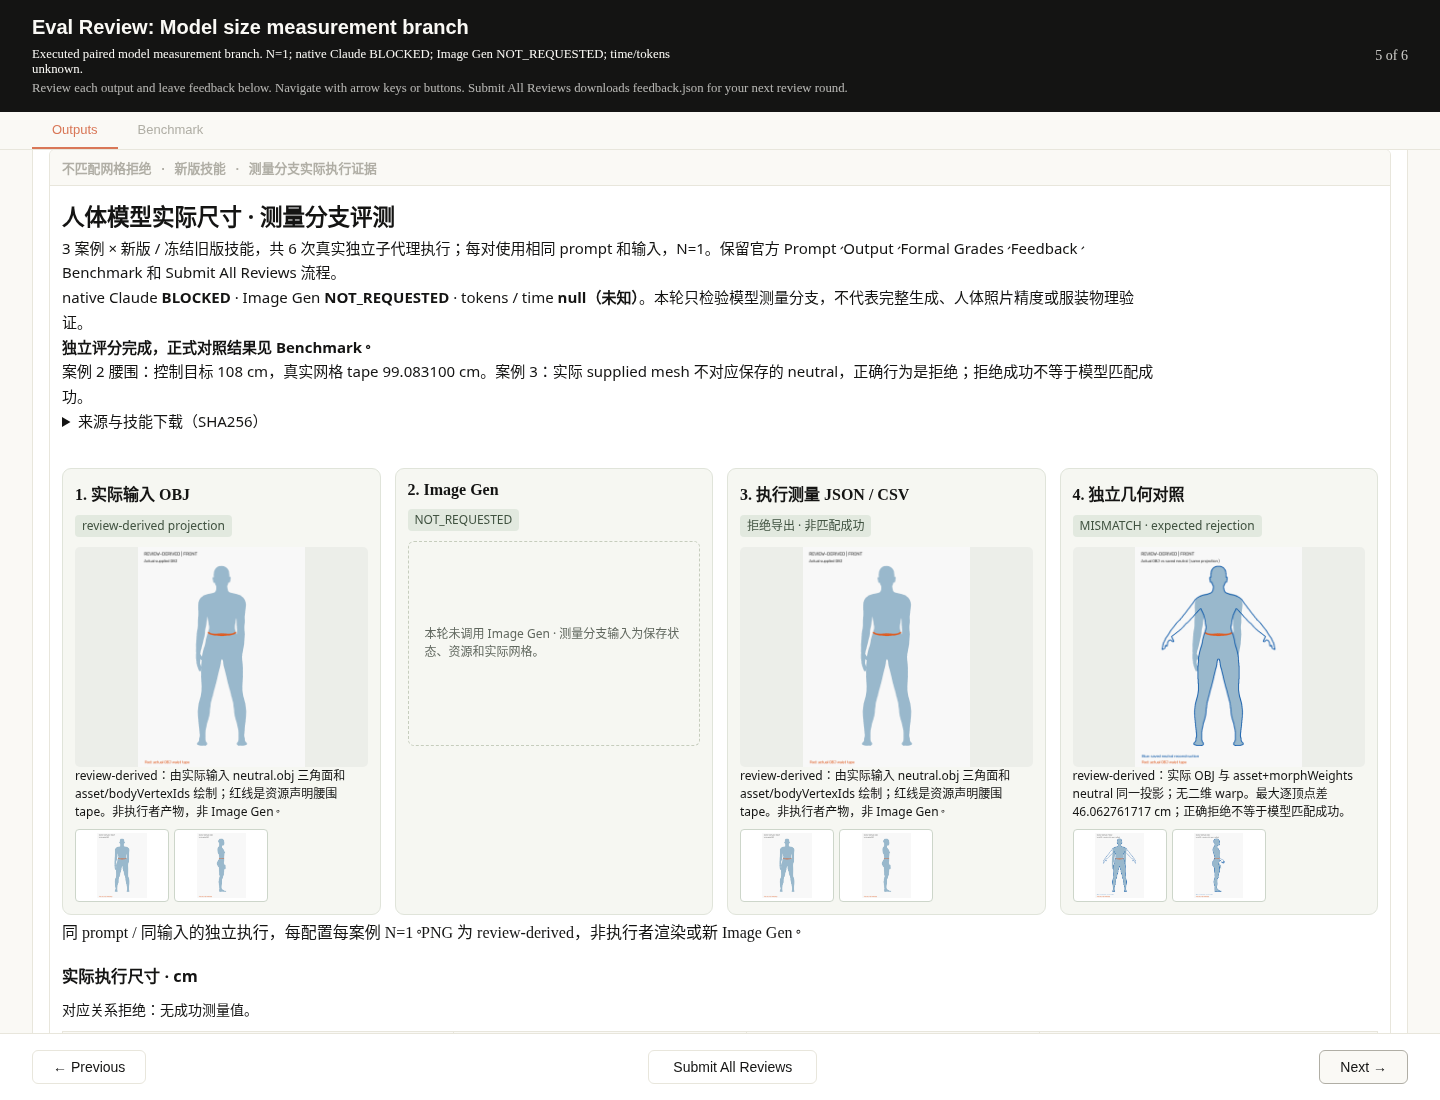 Eval Review: Model size measurement branch
Executed paired model measurement branch. N=1; native Claude BLOCKED; Image Gen NOT_REQUESTED; time/tokens
unknown.
5 of 6
Review each output and leave feedback below. Navigate with arrow keys or buttons. Submit All Reviews downloads feedback.json for your next review round.
Outputs Benchmark
不匹配网格拒绝 · 新版技能 · 测量分支实际执行证据
人体模型实际尺寸 · 测量分支评测
3 案例 × 新版 / 冻结旧版技能，共 6 次真实独立子代理执行；每对使用相同 prompt 和输入，N=1。保留官方 Prompt、Output、Formal Grades、Feedback、
Benchmark 和 Submit All Reviews 流程。
native Claude BLOCKED · Image Gen NOT_REQUESTED · tokens / time null（未知）。本轮只检验模型测量分支，不代表完整生成、人体照片精度或服装物理验
证。
独立评分完成，正式对照结果见 Benchmark。
案例 2 腰围：控制目标 108 cm，真实网格 tape 99.083100 cm。案例 3：实际 supplied mesh 不对应保存的 neutral，正确行为是拒绝；拒绝成功不等于模型匹配成
功。
▶ 来源与技能下载（SHA256）
1. 实际输入 OBJ
review-derived projection
REVIEW-DERIVED | FRONT
Actual supplied OBJ
review-derived：由实际输入 neutral.obj 三角面和
asset/bodyVertexIds 绘制；红线是资源声明腰围
tape。非执行者产物，非 Image Gen。
2. Image Gen
NOT_REQUESTED
本轮未调用 Image Gen · 测量分支输入为保存状
态、资源和实际网格。
3. 执行测量 JSON / CSV
拒绝导出 · 非匹配成功
REVIEW-DERIVED | FRONT
Actual supplied OBJ
review-derived：由实际输入 neutral.obj 三角面和
asset/bodyVertexIds 绘制；红线是资源声明腰围
tape。非执行者产物，非 Image Gen。
4. 独立几何对照
MISMATCH · expected rejection
REVIEW-DERIVED | FRONT
review-derived：实际 OBJ 与 asset+morphWeights
neutral 同一投影；无二维 warp。最大逐顶点差
46.062761717 cm；正确拒绝不等于模型匹配成功。
同 prompt / 同输入的独立执行，每配置每案例 N=1。PNG 为 review-derived，非执行者渲染或新 Image Gen。
实际执行尺寸 · cm
对应关系拒绝：无成功测量值。
← Previous
Submit All Reviews
Next →